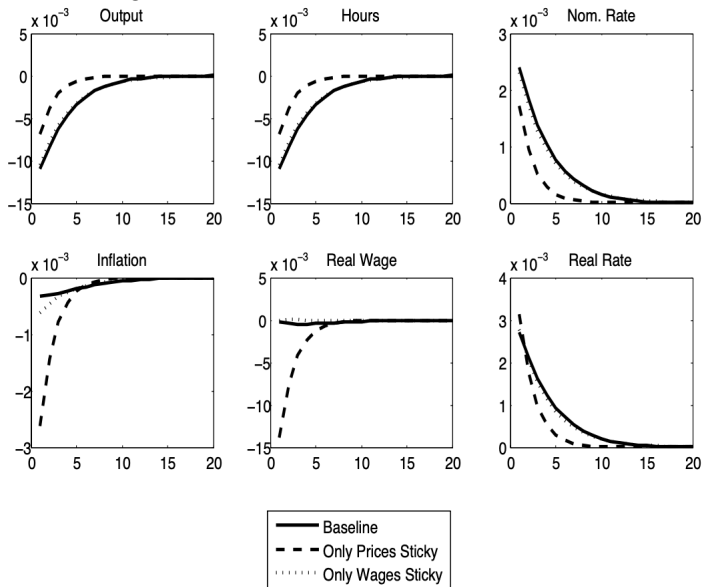 x 10⁻³ Output
5
0
−5
−10
−15
0 5 10 15 20
x 10⁻³ Hours
5
0
−5
−10
−15
0 5 10 15 20
x 10⁻³ Nom. Rate
3
2
1
0
0 5 10 15 20
x 10⁻³ Inflation
0
−1
−2
−3
0 5 10 15 20
x 10⁻³ Real Wage
5
0
−5
−10
−15
0 5 10 15 20
x 10⁻³ Real Rate
4
3
2
1
0
0 5 10 15 20
Baseline
Only Prices Sticky
Only Wages Sticky